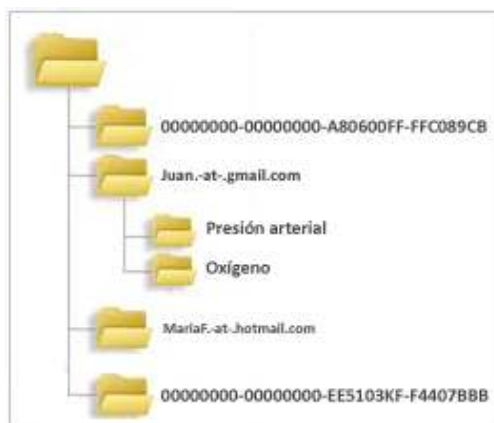 00000000-00000000-A80600FF-FFC089CB
Juan.-at-.gmail.com
Presión arterial
Oxígeno
MariaF.-at-.hotmail.com
00000000-00000000-EE5103KF-F4407BBB